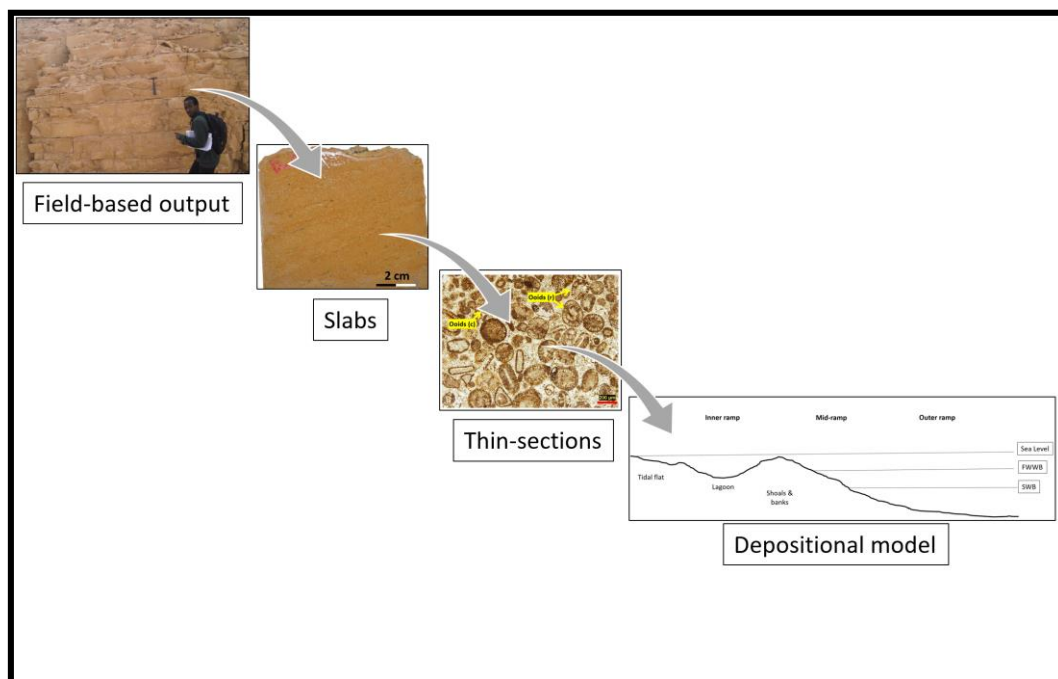 Field-based output
2 cm
Slabs
Ooids (r)
Ooids (c)
Thin-sections
Inner ramp Mid-ramp Outer ramp
Sea Level
FWWB
SWB
Tidal flat
Lagoon
Shoals &
banks
Depositional model